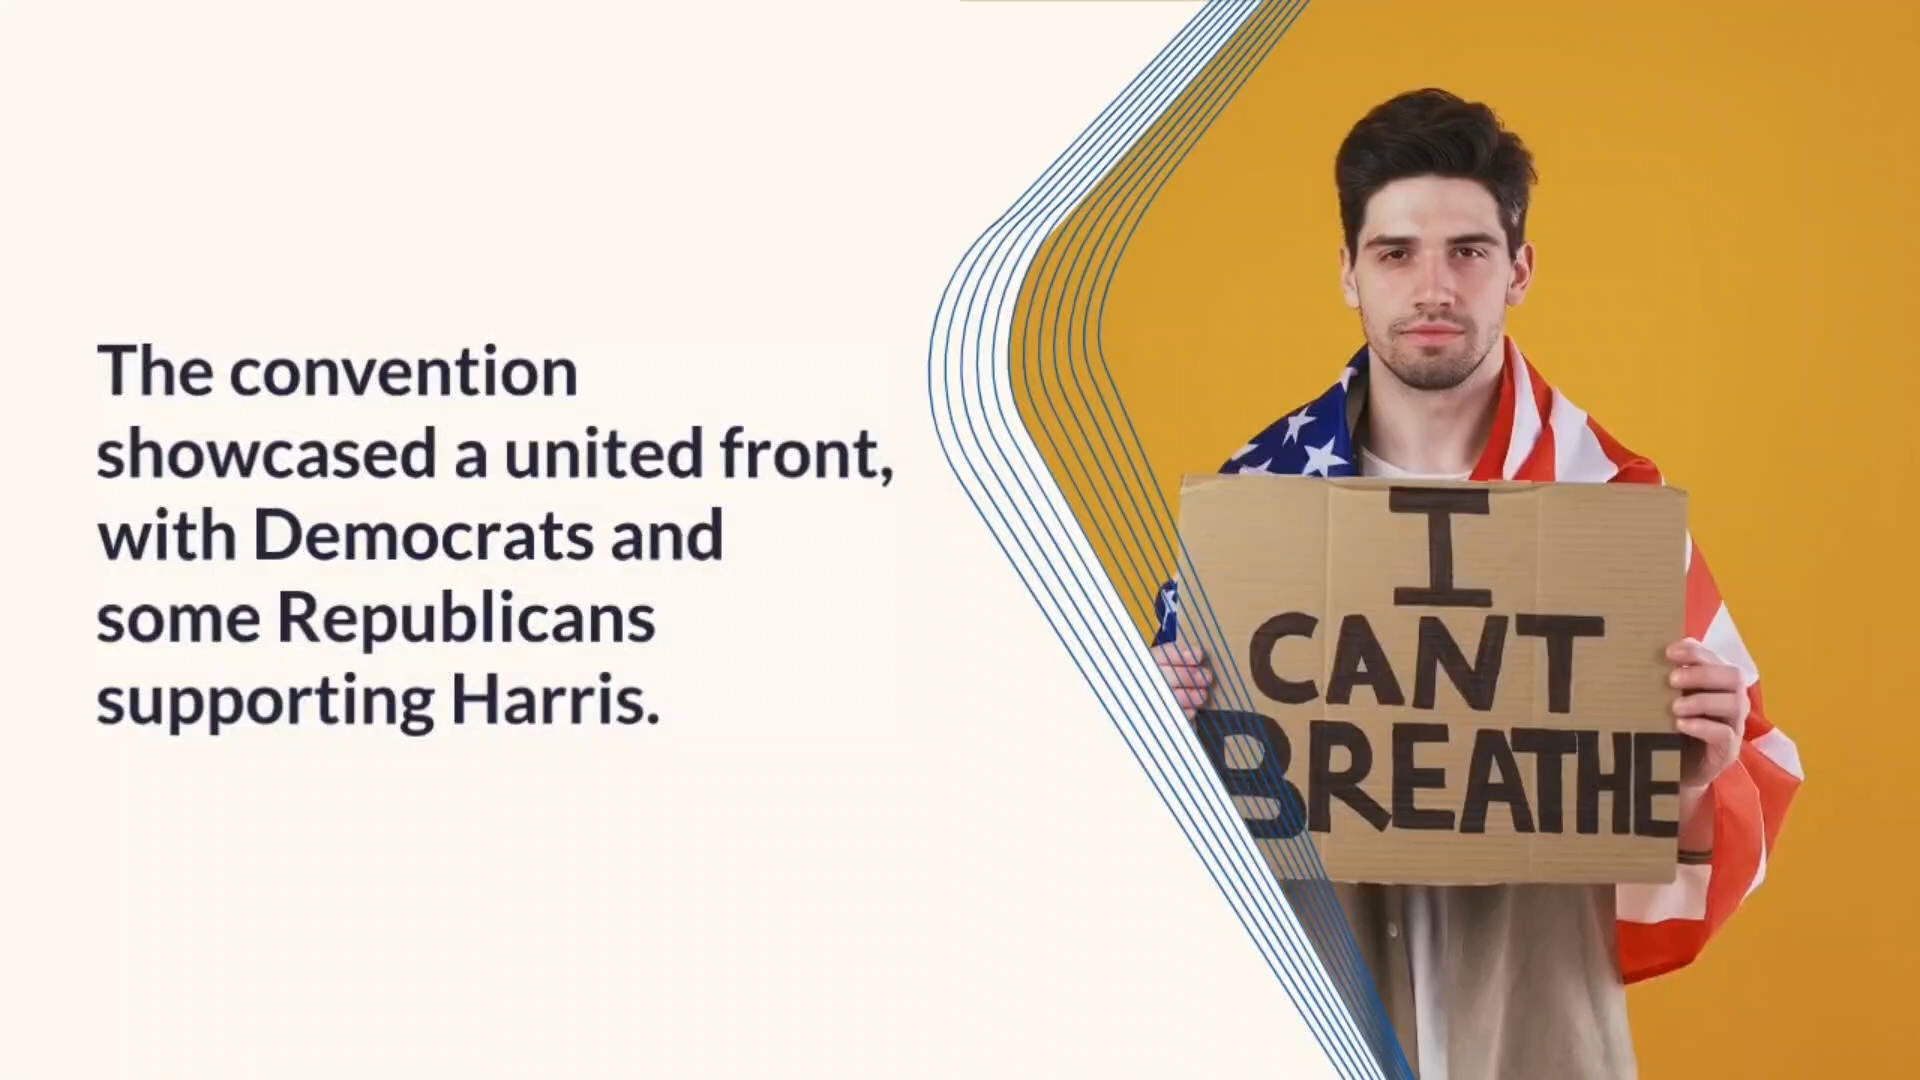 The convention
showcased a united front,
with Democrats and
some Republicans
supporting Harris.
I
CANT
BREATHE